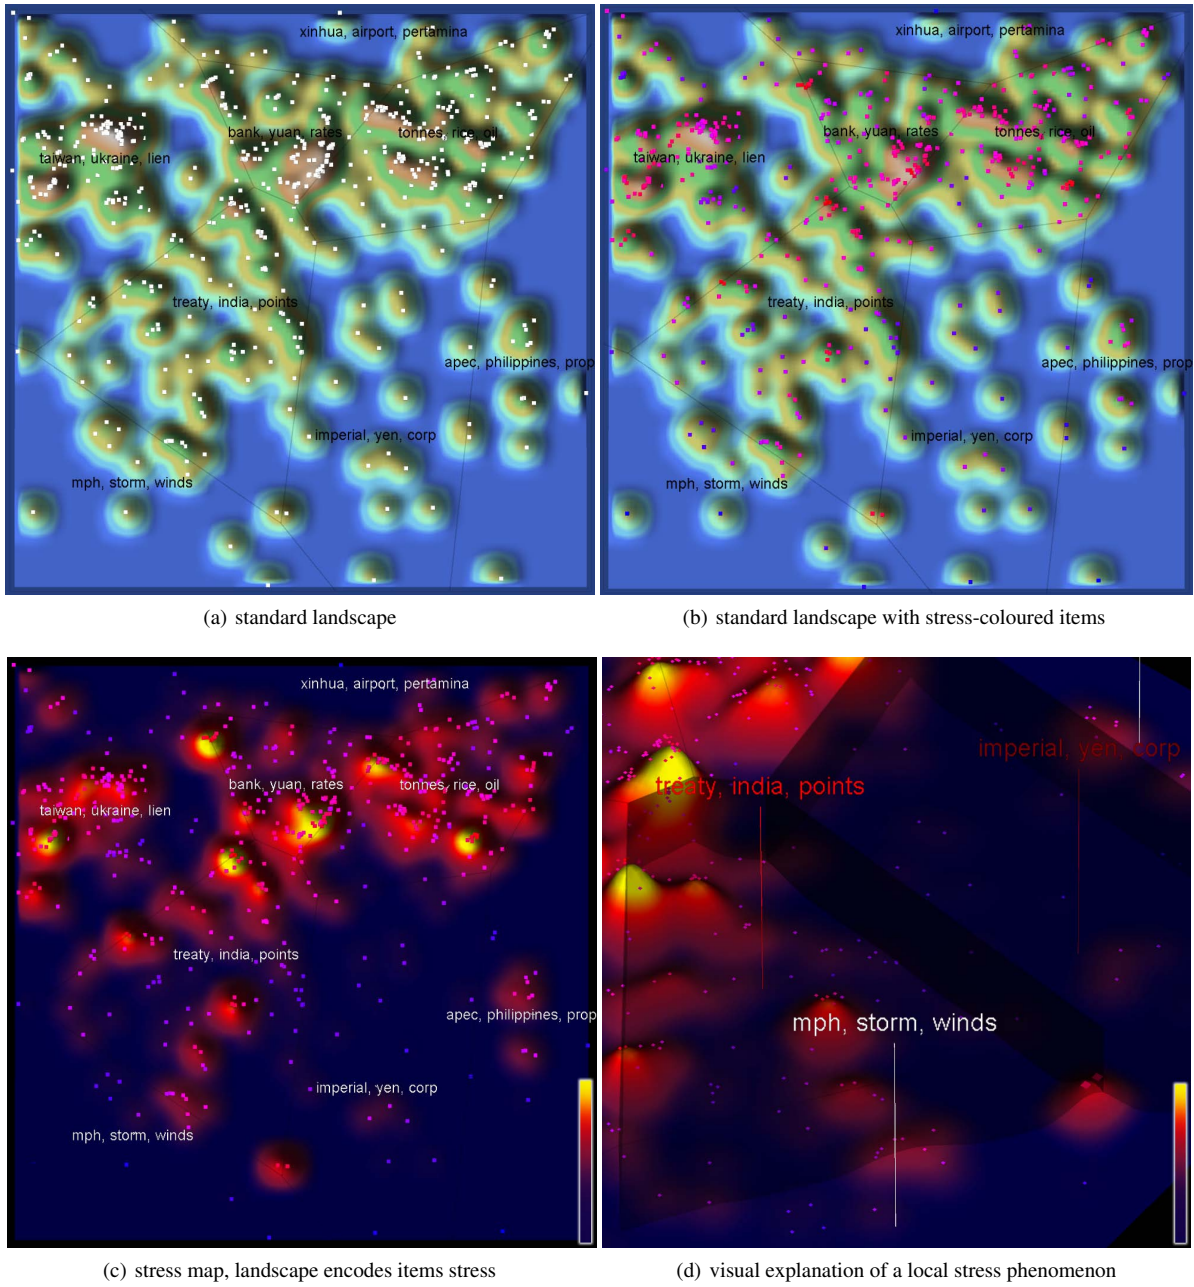 xinhua, airport, pertamina
bank, yuan, rates
tonnes, rice, oil
taiwan, ukraine, lien
treaty, india, points
apec, philippines, prop
imperial, yen, corp
mph, storm, winds
xinhua, airport, pertamina
bank, yuan, rates
tonnes, rice, oil
taiwan, ukraine, lien
treaty, india, points
apec, philippines, prop
imperial, yen, corp
mph, storm, winds
(a) standard landscape
(b) standard landscape with stress-coloured items
xinhua, airport, pertamina
bank, yuan, rates
tonnes, rice, oil
taiwan, ukraine, lien
treaty, india, points
apec, philippines, prop
imperial, yen, corp
mph, storm, winds
imperial, yen, corp
treaty, india, points
mph, storm, winds
(c) stress map, landscape encodes items stress
(d) visual explanation of a local stress phenomenon